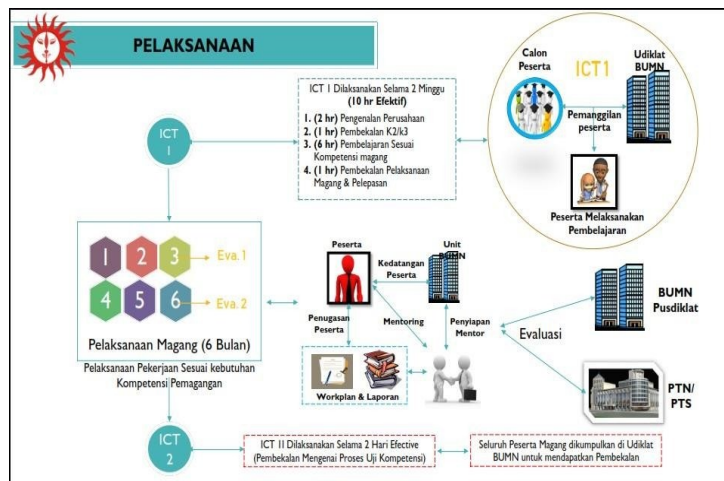 PELAKSANAAN
ICT
1
ICT 1 Dilaksanakan Selama 2 Minggu
(10 hr Efektif)
1. (2 hr) Pengenalan Perusahaan
2. (1 hr) Pembekalan K2/k3
3. (6 hr) Pembelajaran Sesuai
Kompetensi magang
4. (1 hr) Pembekalan Pelaksanaan
Magang & Pelepasan
Calon
Peserta
ICT1
Udiklat
BUMN
Pemanggilan
peserta
Peserta Melaksanakan
Pembelajaran
1
2
3
Eva. 1
4
5
6
Eva. 2
Pelaksanaan Magang (6 Bulan)
Pelaksanaan Pekerjaan Sesuai kebutuhan
Kompetensi Pemagangan
Peserta
Kedatangan
Peserta
Unit
BUMN
Penugasan
Peserta
Mentoring
Penyiapan
Mentor
Workplan & Laporan
Evaluasi
BUMN
Pusdiklat
PTN/
PTS
ICT
2
ICT 1I Dilaksanakan Selama 2 Hari Efective
(Pembekalan Mengenai Proses Uji Kompetensi)
Seluruh Peserta Magang dikumpulkan di Udiklat
BUMN untuk mendapatkan Pembekalan